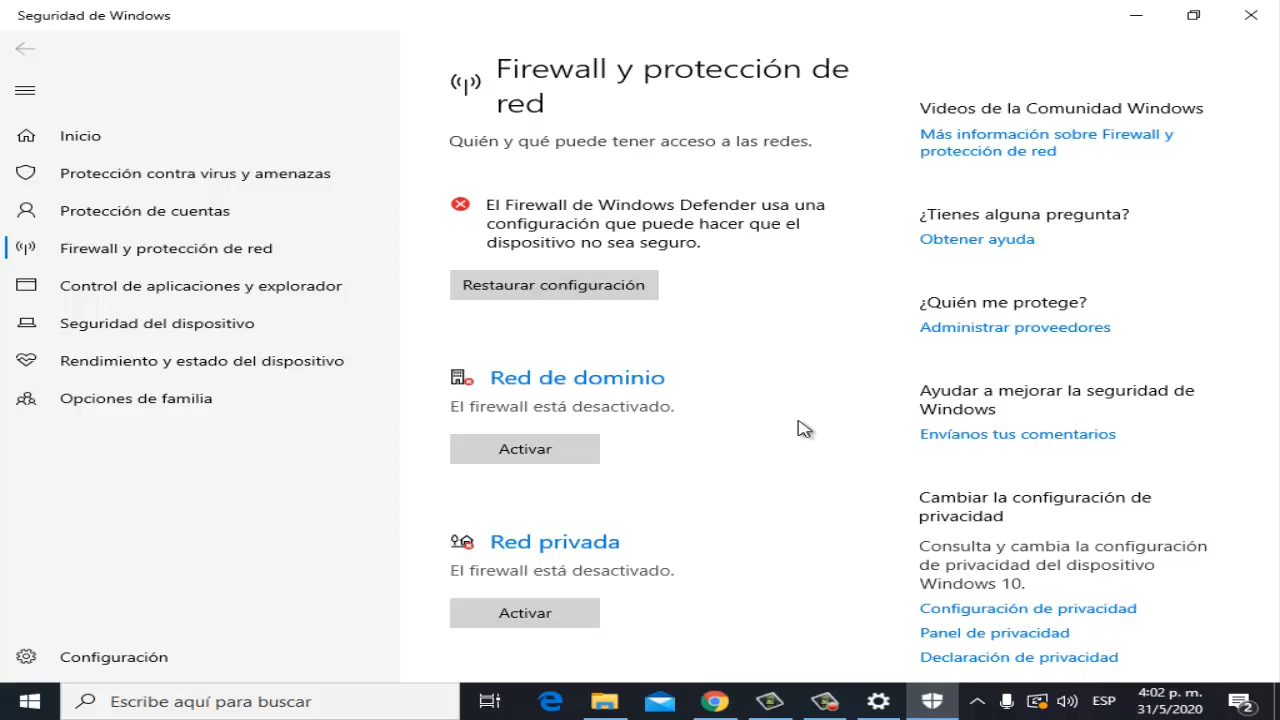 Seguridad de Windows
Inicio
Protección contra virus y amenazas
Protección de cuentas
Firewall y protección de red
Control de aplicaciones y explorador
Seguridad del dispositivo
Rendimiento y estado del dispositivo
Opciones de familia
Configuración
Firewall y protección de
red
Quién y qué puede tener acceso a las redes.
El Firewall de Windows Defender usa una
configuración que puede hacer que el
dispositivo no sea seguro.
Restaurar configuración
Red de dominio
El firewall está desactivado.
Activar
Red privada
El firewall está desactivado.
Activar
Videos de la Comunidad Windows
Más información sobre Firewall y
protección de red
¿Tienes alguna pregunta?
Obtener ayuda
¿Quién me protege?
Administrar proveedores
Ayudar a mejorar la seguridad de
Windows
Envíanos tus comentarios
Cambiar la configuración de
privacidad
Consulta y cambia la configuración
de privacidad del dispositivo
Windows 10.
Configuración de privacidad
Panel de privacidad
Declaración de privacidad
Escribe aquí para buscar
ESP
4:02 p. m.
31/5/2020
2